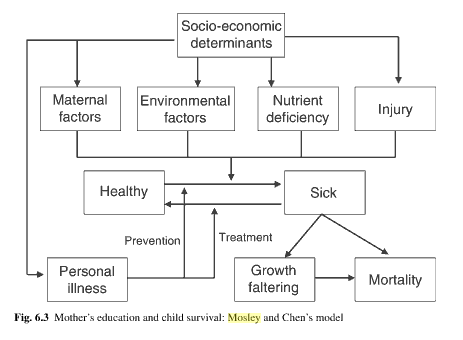 Socio-economic
determinants
Maternal
factors
Environmental
factors
Nutrient
deficiency
Injury
Healthy
Sick
Prevention
Treatment
Personal
illness
Growth
faltering
Mortality
Fig. 6.3 Mother's education and child survival: Mosley and Chen's model